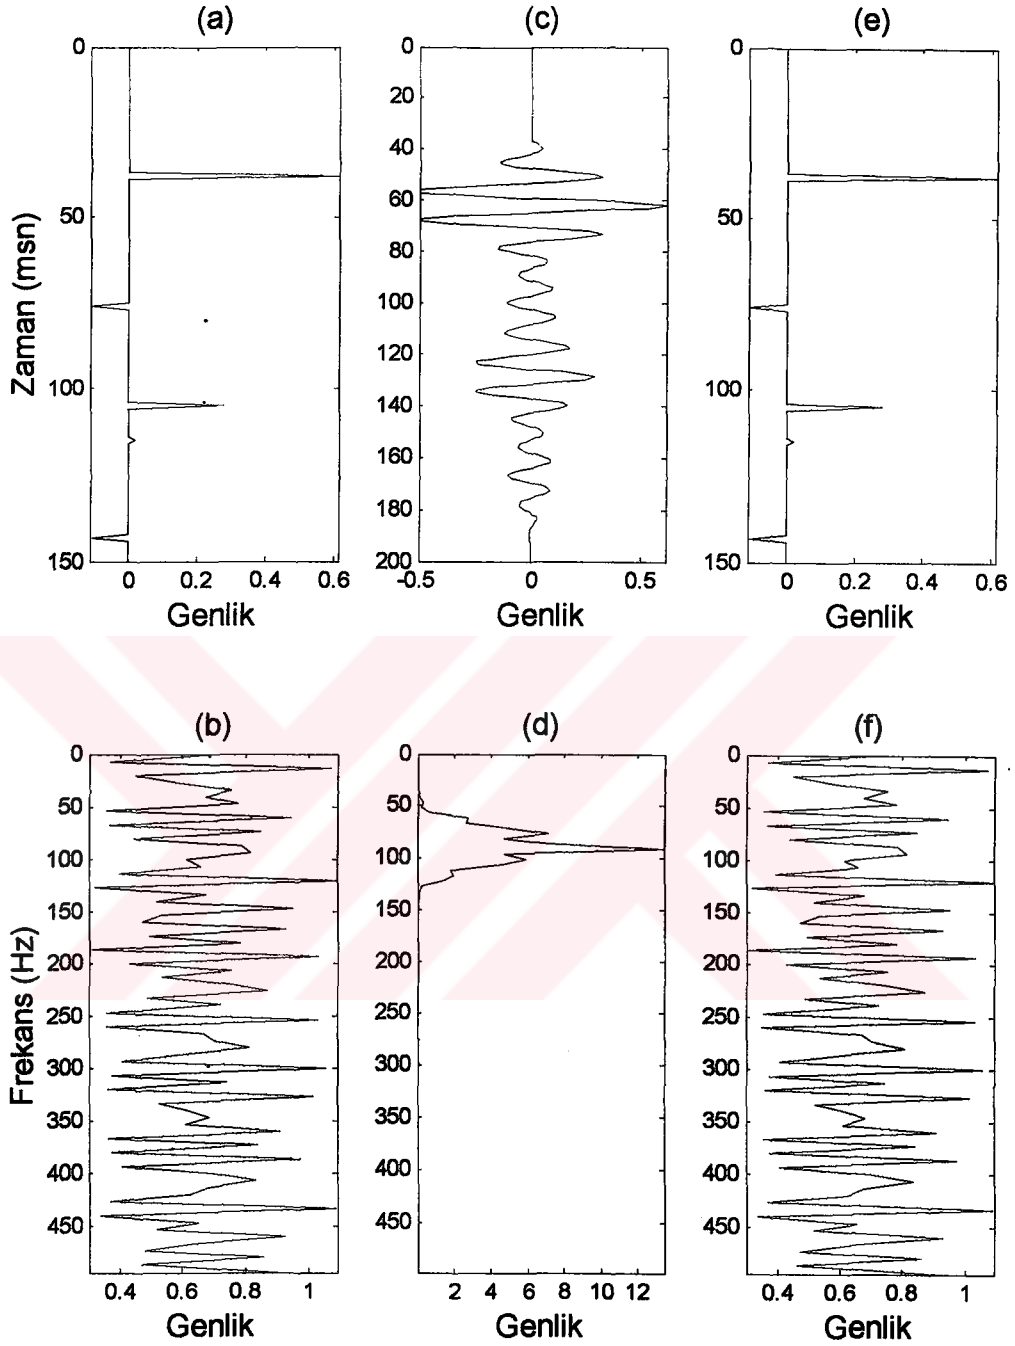 (a) (c) (e)
0 0 0
20
40
50 60 50
80
100
100 120 100
140
160
180
150 200 150
0 0.2 0.4 0.6 -0.5 0 0.5 0 0.2 0.4 0.6
Genlik Genlik Genlik
Zaman (msn)
(b) (d) (f)
0 0 0
50 50 50
100 100 100
150 150 150
200 200 200
250 250 250
300 300 300
350 350 350
400 400 400
450 450 450
0.4 0.6 0.8 1 2 4 6 8 10 12 0.4 0.6 0.8 1
Genlik Genlik Genlik
Frekans (Hz)